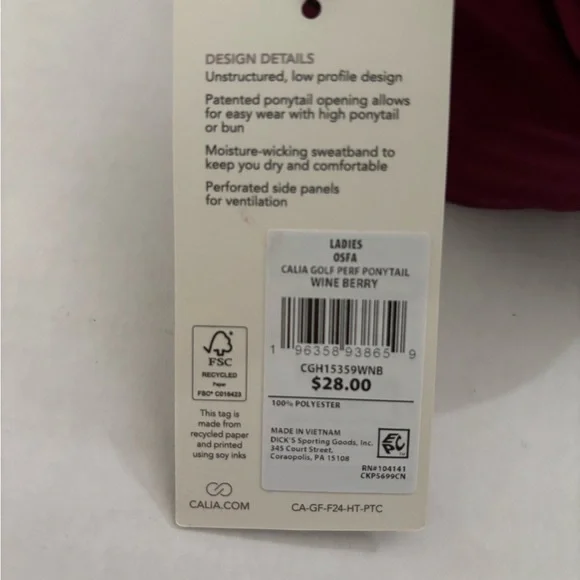 DESIGN DETAILS
Unstructured, low profile design
Patented ponytail opening allows
for easy wear with high ponytail
or bun
Moisture-wicking sweatband to
keep you dry and comfortable
Perforated side panels
for ventilation
LADIES
OSFA
CALIA GOLF PERF PONYTAIL
WINE BERRY
1 96358 93865 9
CGH15359WNB
$28.00
100% POLYESTER
MADE IN VIETNAM
DICK'S Sporting Goods, Inc.
345 Court Street,
Coraopolis, PA 15108
EPC
RN#104141
CKP5699CN
FSC
RECYCLED
Paper
FSC® C016423
This tag is
made from
recycled paper
and printed
using soy inks
CALIA.COM
CA-GF-F24-HT-PTC